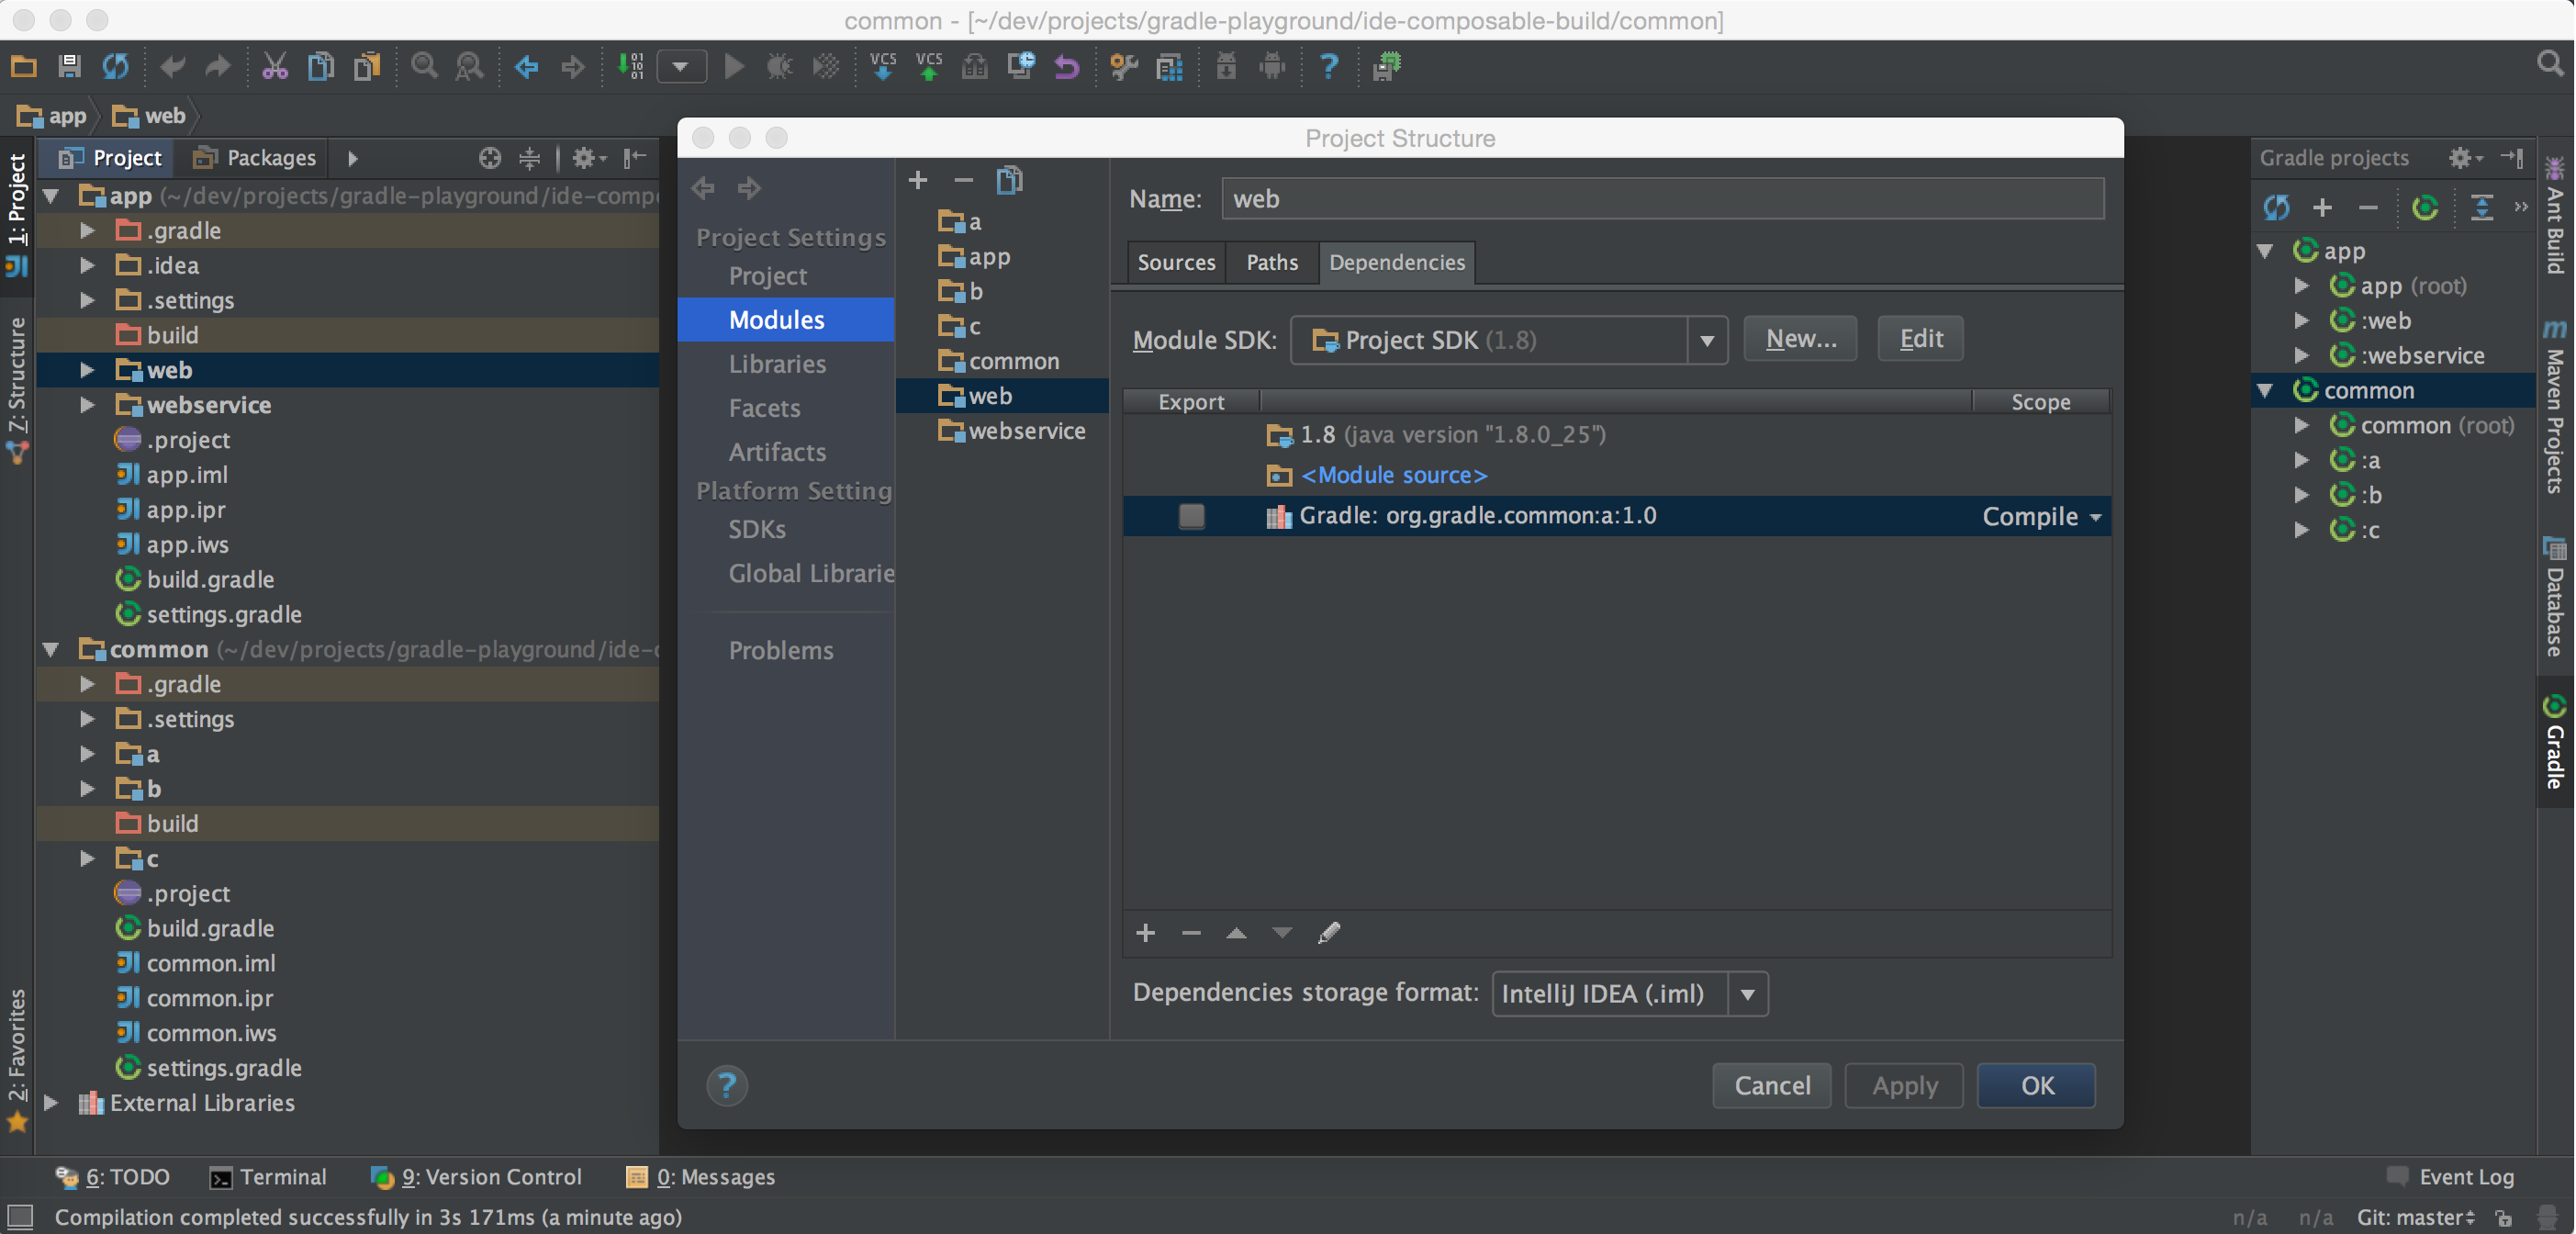 common - [~/dev/projects/gradle-playground/ide-composable-build/common]
VCS VCS
app web
1: Project
7: Structure
2: Favorites
Project Packages
app (~/dev/projects/gradle-playground/ide-comp
.gradle
.idea
.settings
build
web
webservice
.project
app.iml
app.ipr
app.iws
build.gradle
settings.gradle
common (~/dev/projects/gradle-playground/ide-c
.gradle
.settings
a
b
build
c
.project
build.gradle
common.iml
common.ipr
common.iws
settings.gradle
External Libraries
Project Structure
Project Settings
Project
Modules
Libraries
Facets
Artifacts
Platform Setting
SDKs
Global Librarie
Problems
a
app
b
c
common
web
webservice
Name: web
Sources Paths Dependencies
Module SDK: Project SDK (1.8) New... Edit
Export Scope
1.8 (java version "1.8.0_25")
<Module source>
Gradle: org.gradle.common:a:1.0 Compile
Dependencies storage format: IntelliJ IDEA (.iml)
? Cancel Apply OK
Gradle projects
app
app (root)
:web
:webservice
common
common (root)
:a
:b
:c
Ant Build
Maven Projects
Database
Gradle
6: TODO Terminal 9: Version Control 0: Messages Event Log
Compilation completed successfully in 3s 171ms (a minute ago) n/a n/a Git: master